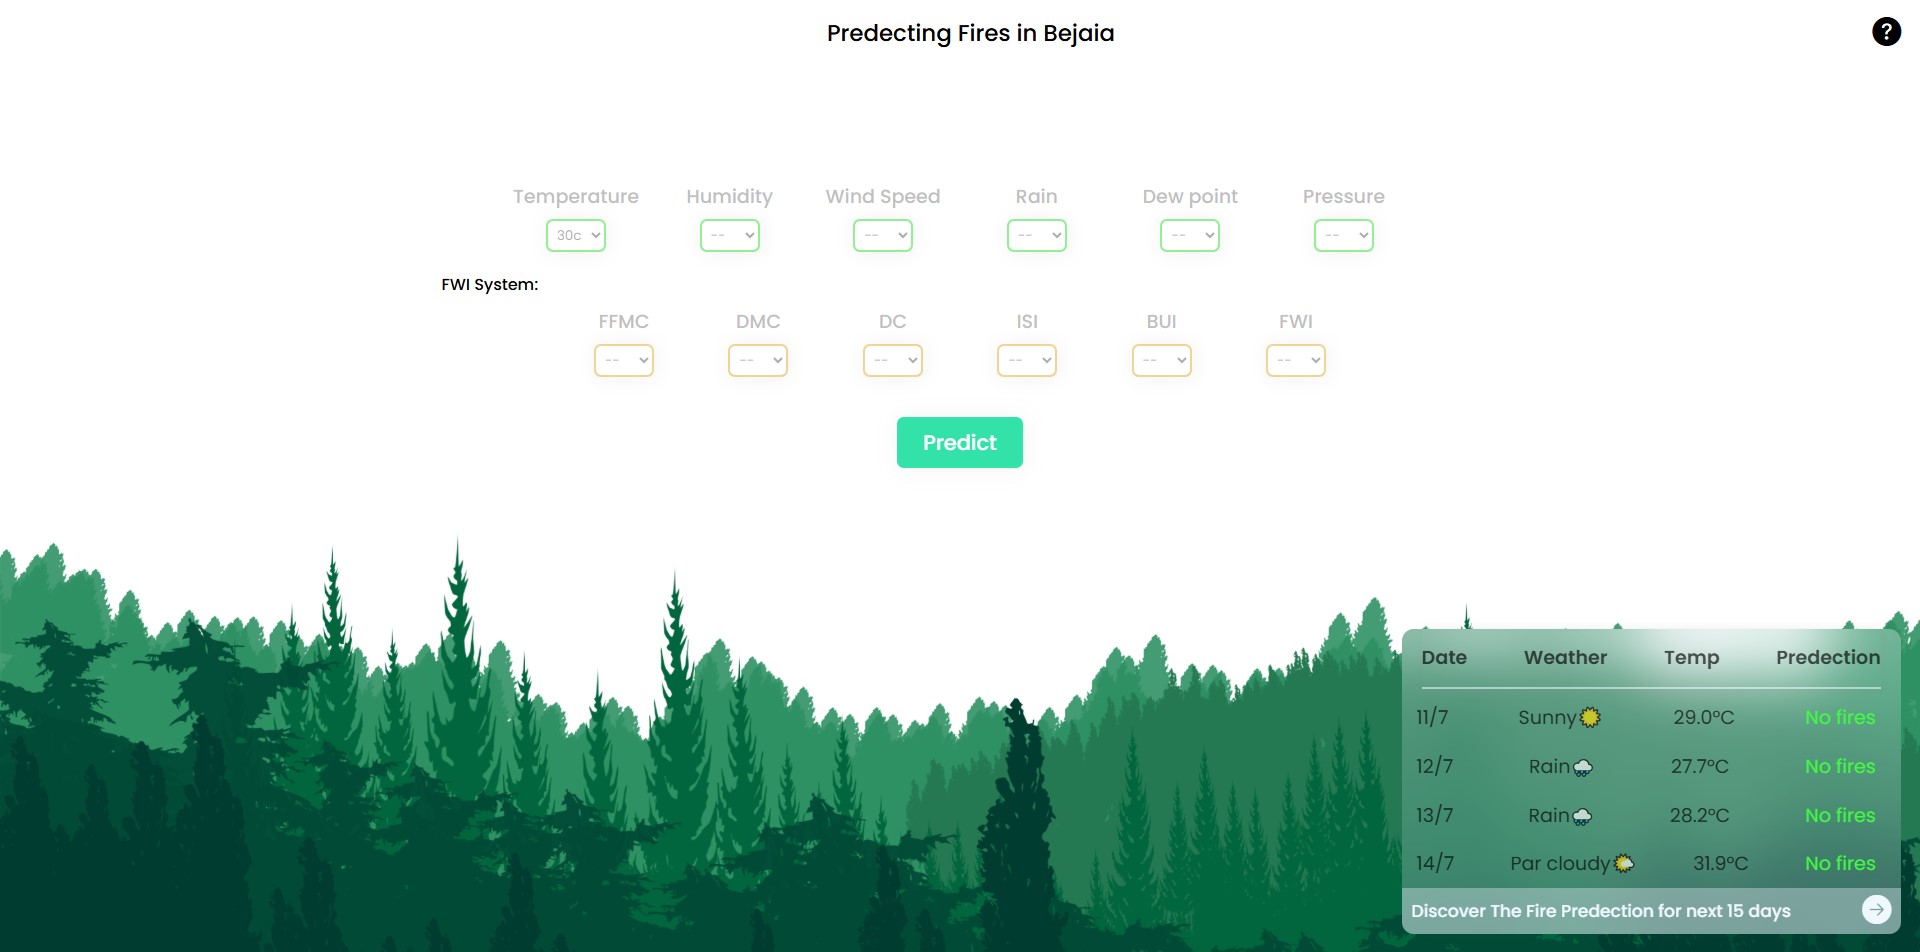 Predecting Fires in Bejaia
?
Temperature Humidity Wind Speed Rain Dew point Pressure
30c -- -- -- -- --
FWI System:
FFMC DMC DC ISI BUI FWI
-- -- -- -- -- --
Predict
Date Weather Temp Predection
11/7 Sunny 29.0°C No fires
12/7 Rain 27.7°C No fires
13/7 Rain 28.2°C No fires
14/7 Par cloudy 31.9°C No fires
Discover The Fire Predection for next 15 days